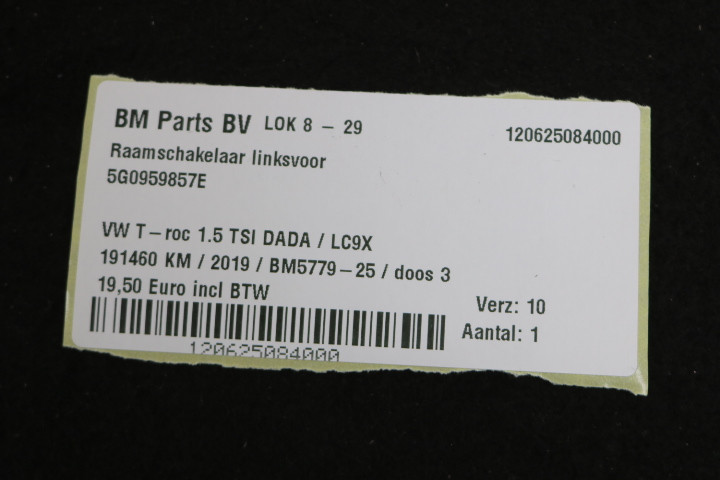 BM Parts BV LOK 8 - 29
120625084000
Raamschakelaar linksvoor
5G0959857E
VW T-roc 1.5 TSI DADA / LC9X
191460 KM / 2019 / BM5779-25 / doos 3
19,50 Euro incl BTW
Verz: 10
Aantal: 1
120625084000